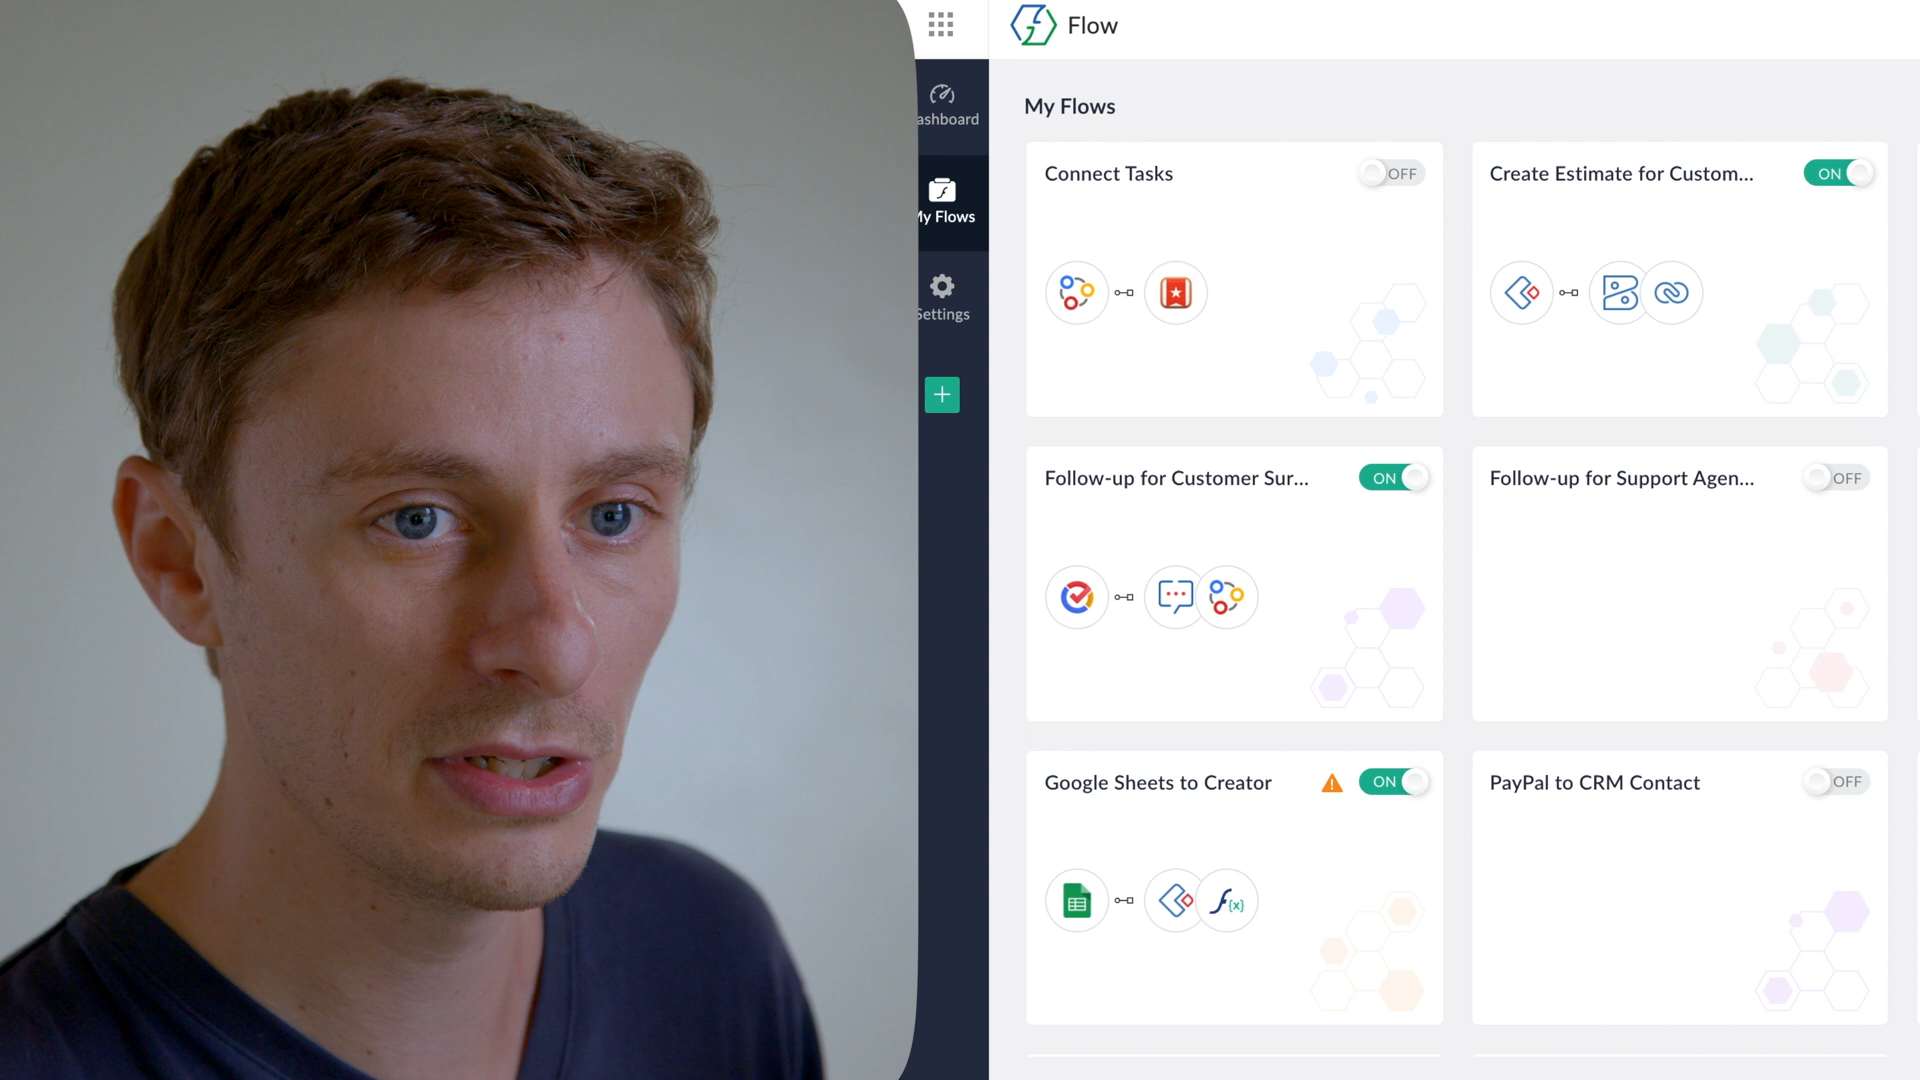 Flow
ashboard
My Flows
Settings
My Flows
Connect Tasks
OFF
Create Estimate for Custom...
ON
Follow-up for Customer Sur...
ON
Follow-up for Support Agen...
OFF
Google Sheets to Creator
ON
f(x)
PayPal to CRM Contact
OFF